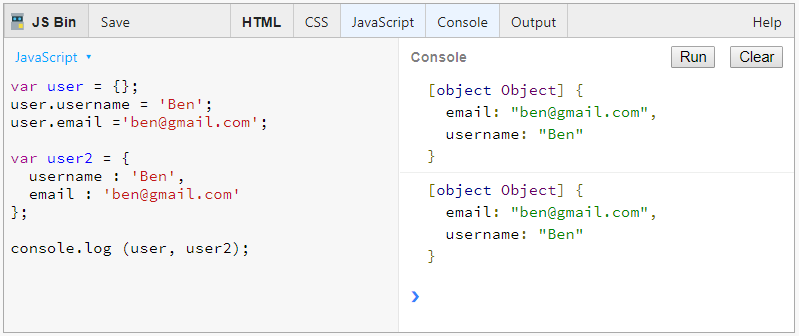 JS Bin Save HTML CSS JavaScript Console Output Help
JavaScript
var user = {};
user.username = 'Ben';
user.email ='ben@gmail.com';
var user2 = {
  username : 'Ben',
  email : 'ben@gmail.com'
};
console.log (user, user2);
Console Run Clear
[object Object] {
  email: "ben@gmail.com",
  username: "Ben"
}
[object Object] {
  email: "ben@gmail.com",
  username: "Ben"
}